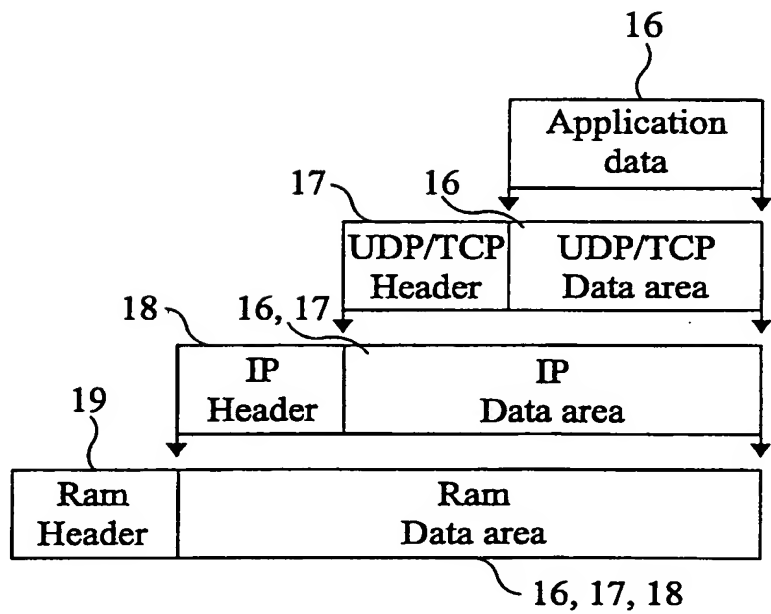 16
Application
data
17
16
UDP/TCP
Header
UDP/TCP
Data area
18
16, 17
IP
Header
IP
Data area
19
Ram
Header
Ram
Data area
16, 17, 18